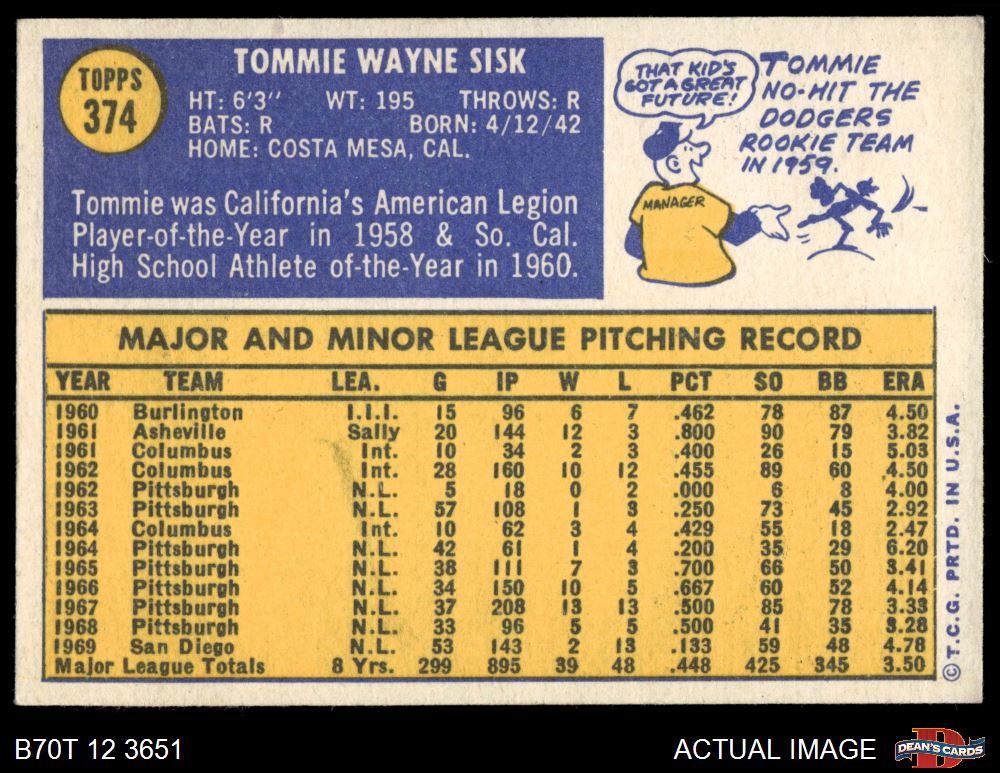 TOPPS
374
TOMMIE WAYNE SISK
HT: 6'3" WT: 195 THROWS: R
BATS: R BORN: 4/12/42
HOME: COSTA MESA, CAL.
Tommie was California's American Legion
Player-of-the-Year in 1958 & So. Cal.
High School Athlete of-the-Year in 1960.
THAT KID'S
GOT A GREAT
FUTURE!
TOMMIE
NO-HIT THE
DODGERS
ROOKIE TEAM
IN 1959.
MANAGER
MAJOR AND MINOR LEAGUE PITCHING RECORD
YEAR TEAM LEA. G IP W L PCT SO BB ERA
1960 Burlington I.I.I. 15 96 6 7 .462 78 87 4.50
1961 Asheville Sally 20 144 12 3 .800 90 79 3.82
1961 Columbus Int. 10 34 2 3 .400 26 15 5.03
1962 Columbus Int. 28 160 10 12 .455 89 60 4.50
1962 Pittsburgh N.L. 5 18 0 2 .000 6 8 4.00
1963 Pittsburgh N.L. 57 108 1 3 .250 73 45 2.92
1964 Columbus Int. 10 62 3 4 .429 55 18 2.47
1964 Pittsburgh N.L. 42 61 1 4 .200 35 29 6.20
1965 Pittsburgh N.L. 38 111 7 3 .700 66 50 3.41
1966 Pittsburgh N.L. 34 150 10 5 .667 60 52 4.14
1967 Pittsburgh N.L. 37 208 13 13 .500 85 78 3.33
1968 Pittsburgh N.L. 33 96 5 5 .500 41 35 3.28
1969 San Diego N.L. 53 143 2 13 .133 59 48 4.78
Major League Totals 8 Yrs. 299 895 39 48 .448 425 345 3.50
© T.C.G. PRTD. IN U.S.A.
B70T 12 3651
ACTUAL IMAGE
D
DEAN'S CARDS